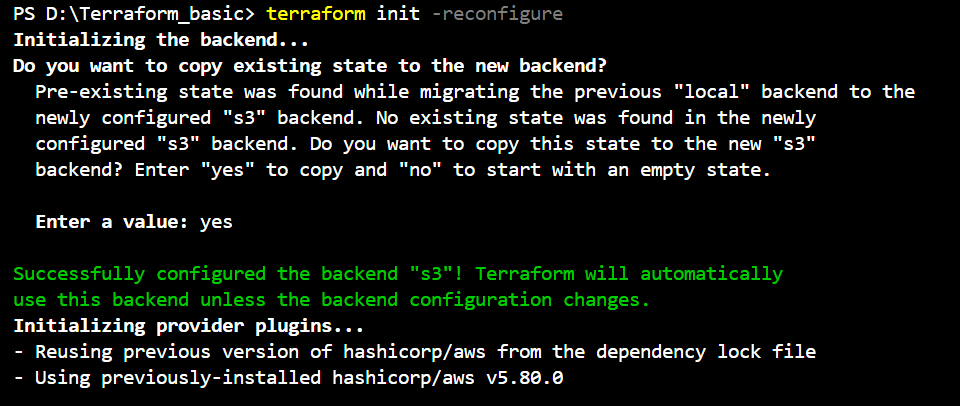 PS D:\Terraform_basic> terraform init -reconfigure
Initializing the backend...
Do you want to copy existing state to the new backend?
Pre-existing state was found while migrating the previous "local" backend to the
newly configured "s3" backend. No existing state was found in the newly
configured "s3" backend. Do you want to copy this state to the new "s3"
backend? Enter "yes" to copy and "no" to start with an empty state.
Enter a value: yes
Successfully configured the backend "s3"! Terraform will automatically
use this backend unless the backend configuration changes.
Initializing provider plugins...
- Reusing previous version of hashicorp/aws from the dependency lock file
- Using previously-installed hashicorp/aws v5.80.0